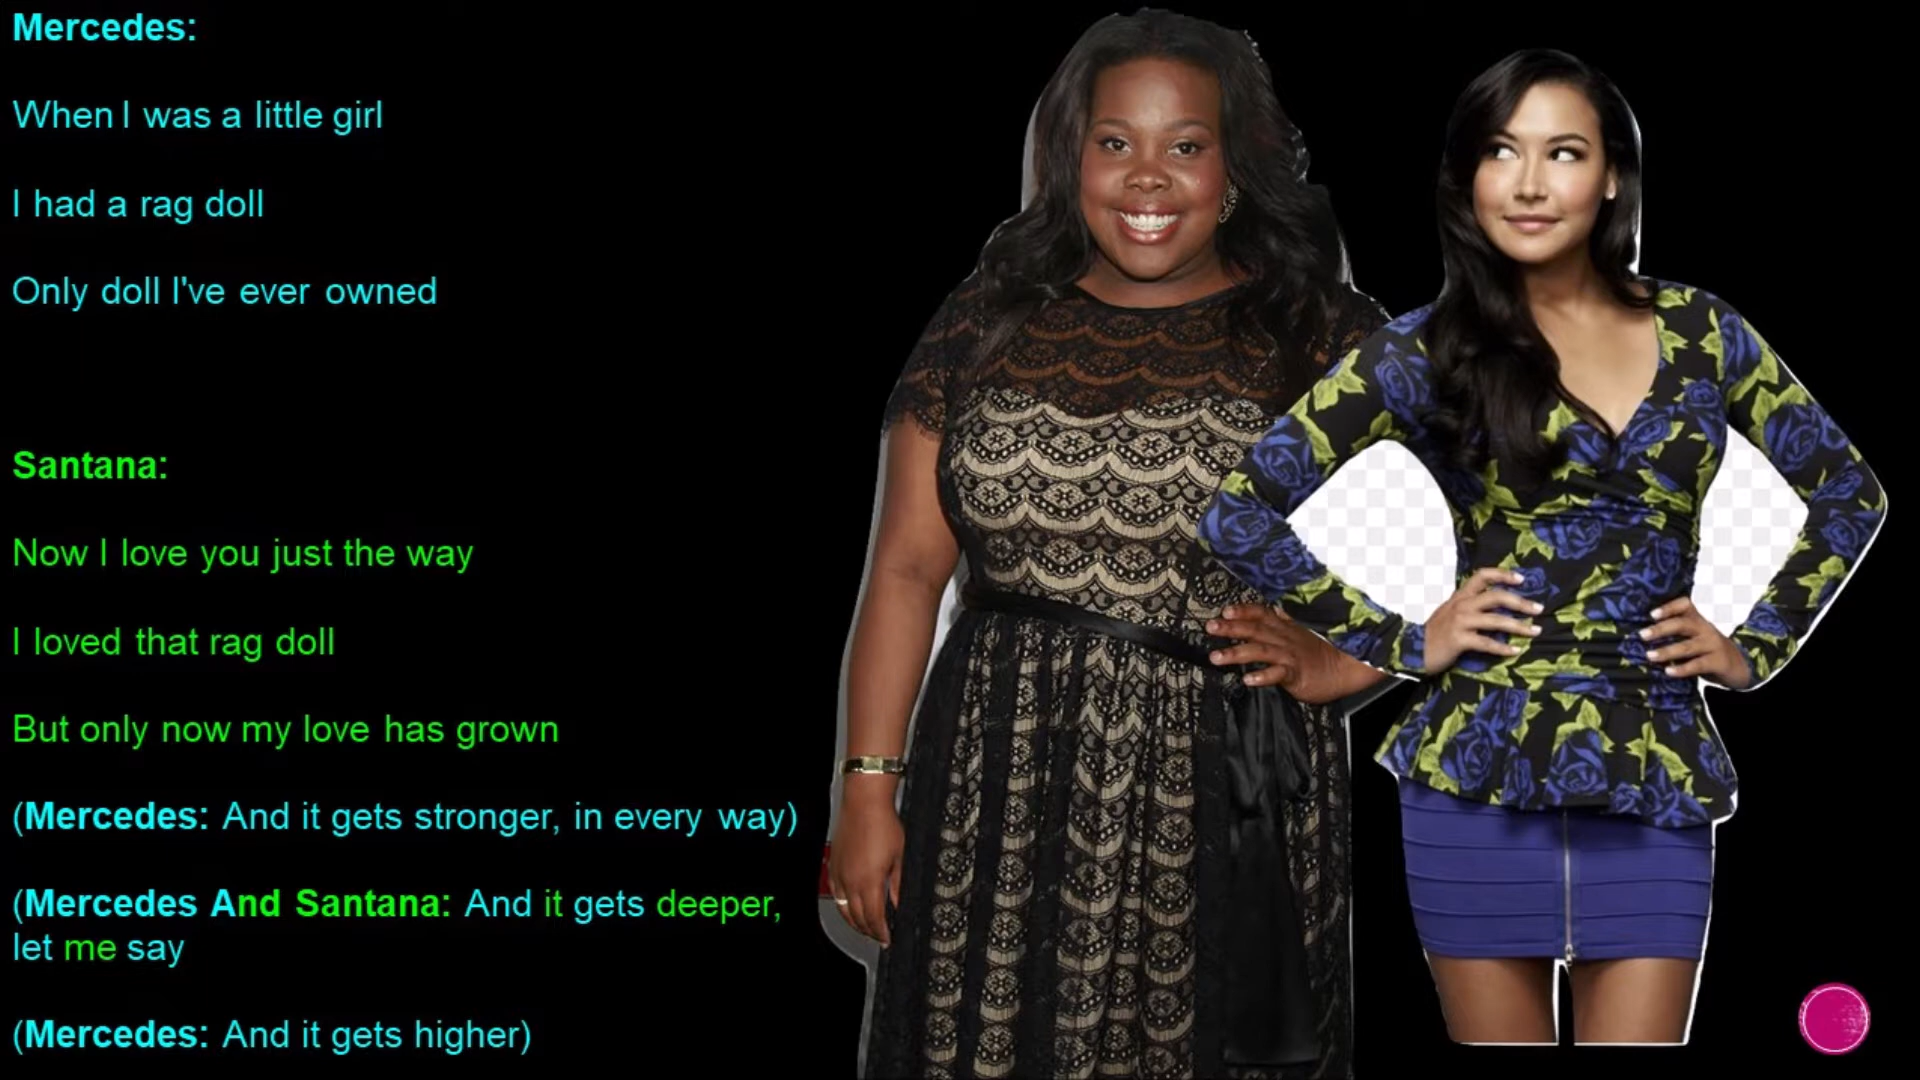 Mercedes:
When I was a little girl
I had a rag doll
Only doll I've ever owned
Santana:
Now I love you just the way
I loved that rag doll
But only now my love has grown
(Mercedes: And it gets stronger, in every way)
(Mercedes And Santana: And it gets deeper,
let me say
(Mercedes: And it gets higher)